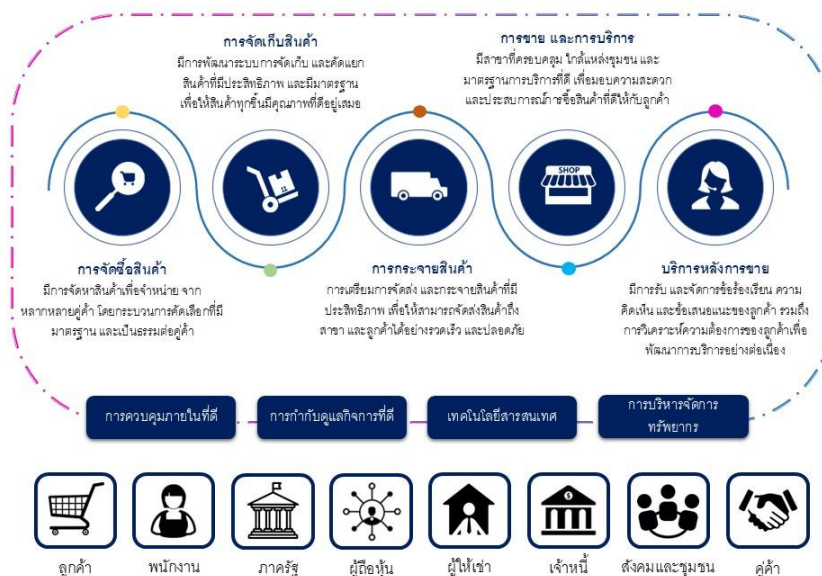 การจัดเก็บสินค้า
มีการพัฒนาระบบการจัดเก็บ และคัดแยก
สินค้าที่มีประสิทธิภาพ และมีมาตรฐาน
เพื่อให้สินค้าทุกชิ้นมีคุณภาพที่ดีอยู่เสมอ
การขาย และการบริการ
มีสาขาที่ครอบคลุม ใกล้แหล่งชุมชน และ
มาตรฐานการบริการที่ดี เพื่อมอบความสะดวก
และประสบการณ์การซื้อสินค้าที่ดีให้กับลูกค้า
SHOP
การจัดซื้อสินค้า
มีการจัดหาสินค้าเพื่อจำหน่าย จาก
หลากหลายคู่ค้า โดยกระบวนการคัดเลือกที่มี
มาตรฐาน และเป็นธรรมต่อคู่ค้า
การกระจายสินค้า
การเตรียมการจัดส่ง และกระจายสินค้าที่มี
ประสิทธิภาพ เพื่อให้สามารถจัดส่งสินค้าถึง
สาขา และลูกค้าได้อย่างรวดเร็ว และปลอดภัย
บริการหลังการขาย
มีการรับ และจัดการข้อร้องเรียน ความ
คิดเห็น และข้อเสนอแนะของลูกค้า รวมถึง
การวิเคราะห์ความต้องการของลูกค้าเพื่อ
พัฒนาการบริการอย่างต่อเนื่อง
การควบคุมภายในที่ดี
การกำกับดูแลกิจการที่ดี
เทคโนโลยีสารสนเทศ
การบริหารจัดการ
ทรัพยากร
ลูกค้า
พนักงาน
ภาครัฐ
ผู้ถือหุ้น
ผู้ให้เช่า
เจ้าหนี้
สังคมและชุมชน
คู่ค้า